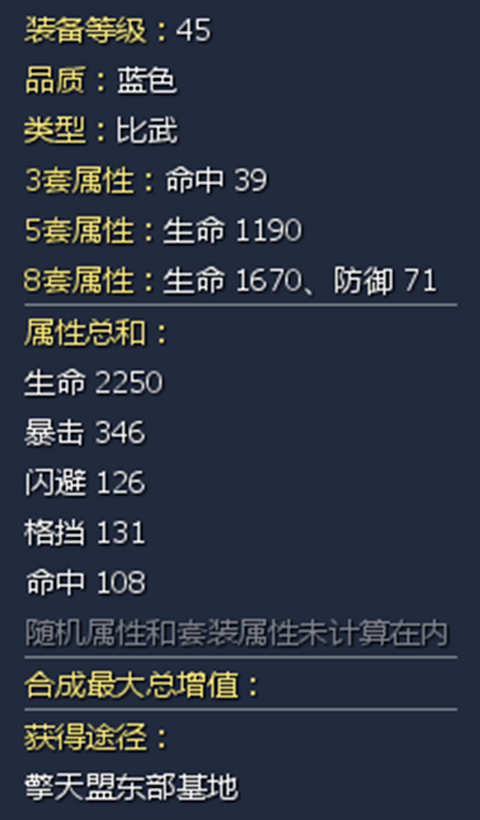 装备等级：45
品质：蓝色
类型：比武
3套属性：命中 39
5套属性：生命 1190
8套属性：生命 1670、防御 71
属性总和：
生命 2250
暴击 346
闪避 126
格挡 131
命中 108
随机属性和套装属性未计算在内
合成最大总增值：
获得途径：
擎天盟东部基地